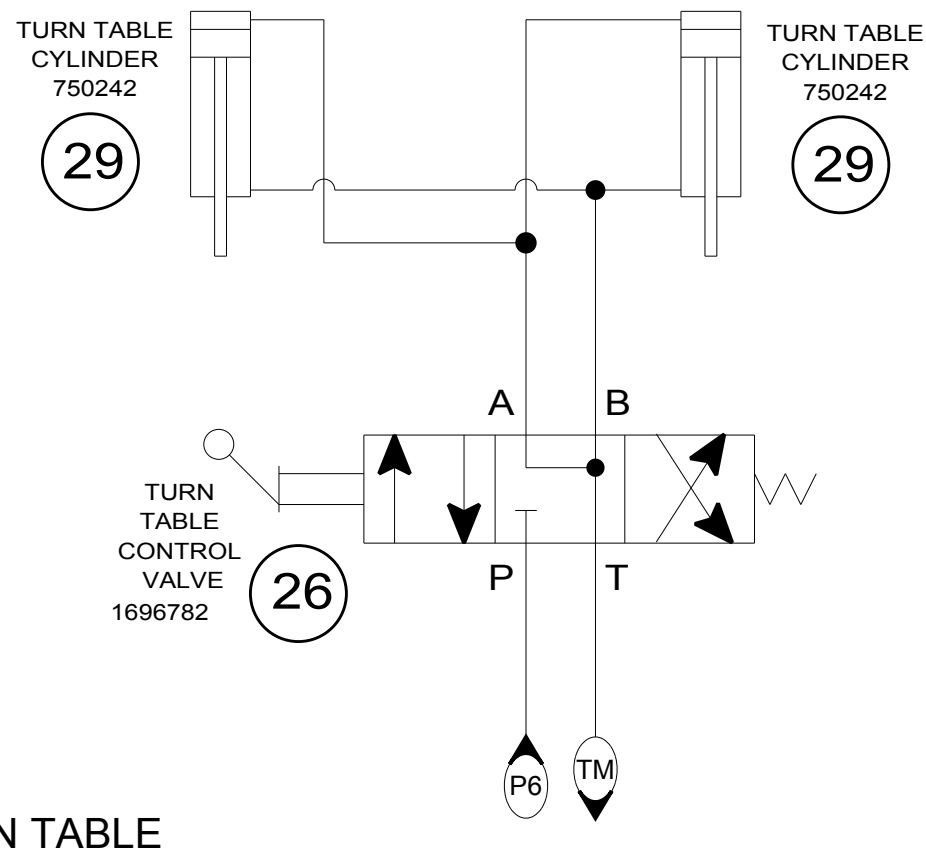 TURN TABLE
CYLINDER
750242
29
TURN TABLE
CYLINDER
750242
29
A
B
TURN
TABLE
CONTROL
VALVE
1696782
26
P
T
P6
TM
N TABLE